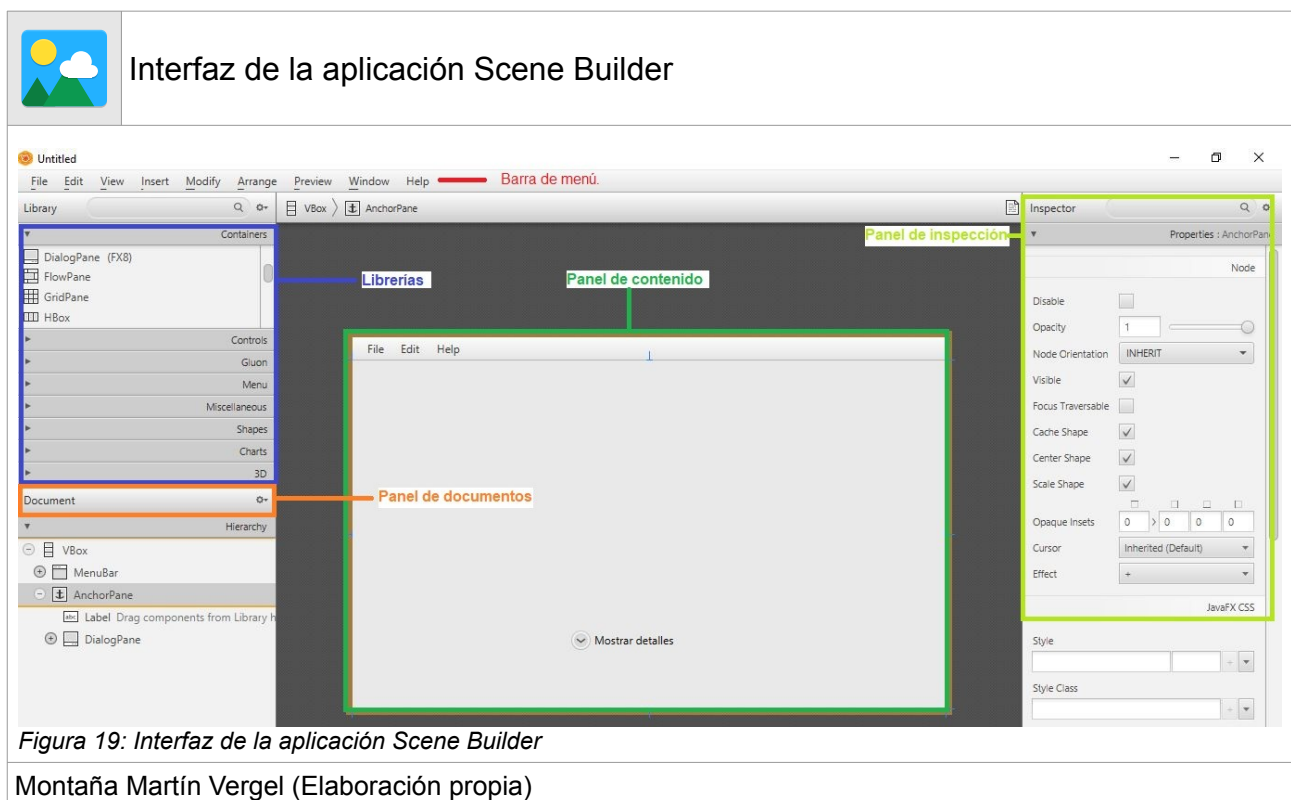 Interfaz de la aplicación Scene Builder
Untitled
File Edit View Insert Modify Arrange Preview Window Help Barra de menú.
Library
VBox AnchorPane
Containers
DialogPane (FX8)
FlowPane
GridPane
HBox
Controls
Gluon
Menu
Miscellaneous
Shapes
Charts
3D
Librerías
Document
Panel de documentos
Hierarchy
VBox
MenuBar
AnchorPane
Label Drag components from Library h
DialogPane
Panel de contenido
File Edit Help
Mostrar detalles
Panel de inspección
Inspector
Properties : AnchorPane
Node
Disable
Opacity 1
Node Orientation INHERIT
Visible
Focus Traversable
Cache Shape
Center Shape
Scale Shape
Opaque Insets 0 0 0 0
Cursor Inherited (Default)
Effect +
JavaFX CSS
Style
Style Class
Figura 19: Interfaz de la aplicación Scene Builder
Montaña Martín Vergel (Elaboración propia)